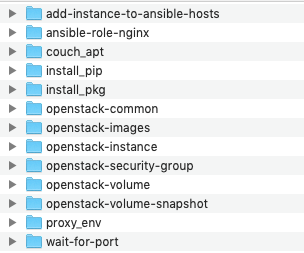 add-instance-to-ansible-hosts
ansible-role-nginx
couch_apt
install_pip
install_pkg
openstack-common
openstack-images
openstack-instance
openstack-security-group
openstack-volume
openstack-volume-snapshot
proxy_env
wait-for-port